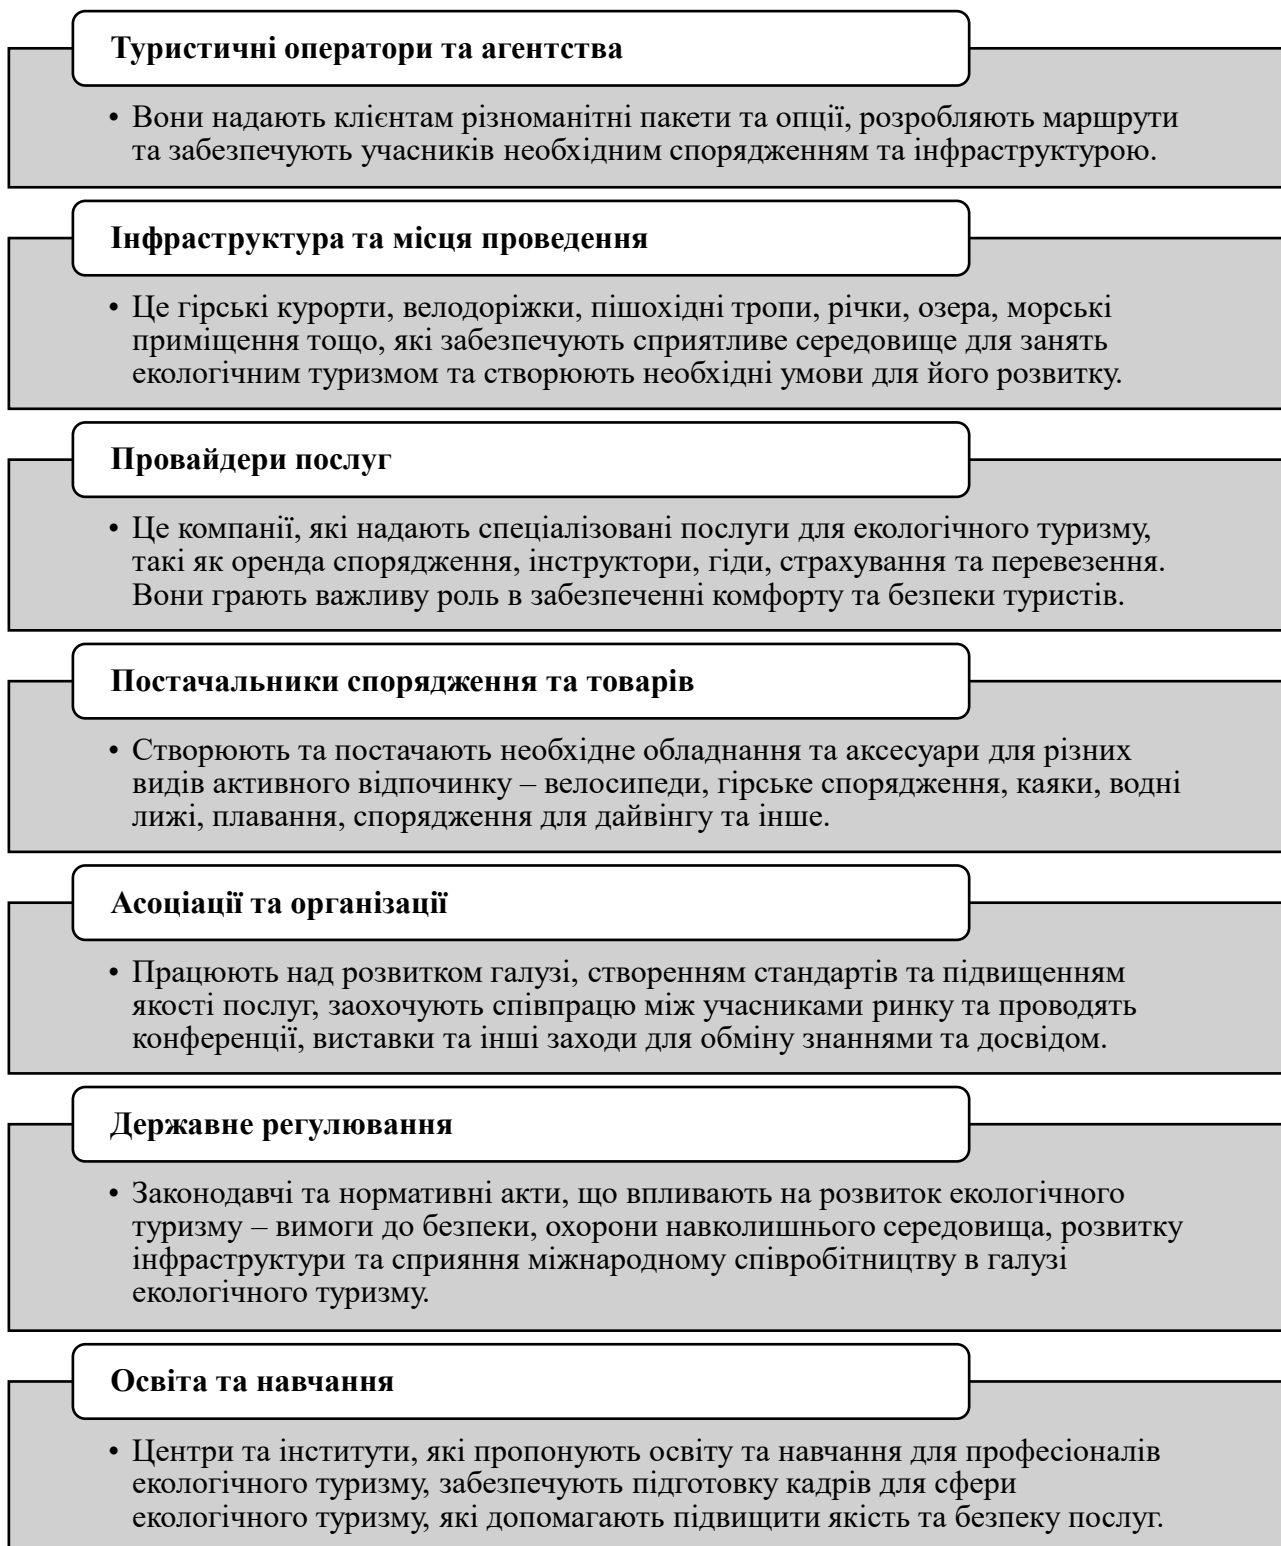 Туристичні оператори та агентства
• Вони надають клієнтам різноманітні пакети та опції, розробляють маршрути
та забезпечують учасників необхідним спорядженням та інфраструктурою.
Інфраструктура та місця проведення
• Це гірські курорти, велодоріжки, пішохідні тропи, річки, озера, морські
приміщення тощо, які забезпечують сприятливе середовище для занять
екологічним туризмом та створюють необхідні умови для його розвитку.
Провайдери послуг
• Це компанії, які надають спеціалізовані послуги для екологічного туризму,
такі як оренда спорядження, інструктори, гіди, страхування та перевезення.
Вони грають важливу роль в забезпеченні комфорту та безпеки туристів.
Постачальники спорядження та товарів
• Створюють та постачають необхідне обладнання та аксесуари для різних
видів активного відпочинку – велосипеди, гірське спорядження, каяки, водні
лижі, плавання, спорядження для дайвінгу та інше.
Асоціації та організації
• Працюють над розвитком галузі, створенням стандартів та підвищенням
якості послуг, заохочують співпрацю між учасниками ринку та проводять
конференції, виставки та інші заходи для обміну знаннями та досвідом.
Державне регулювання
• Законодавчі та нормативні акти, що впливають на розвиток екологічного
туризму – вимоги до безпеки, охорони навколишнього середовища, розвитку
інфраструктури та сприяння міжнародному співробітництву в галузі
екологічного туризму.
Освіта та навчання
• Центри та інститути, які пропонують освіту та навчання для професіоналів
екологічного туризму, забезпечують підготовку кадрів для сфери
екологічного туризму, які допомагають підвищити якість та безпеку послуг.